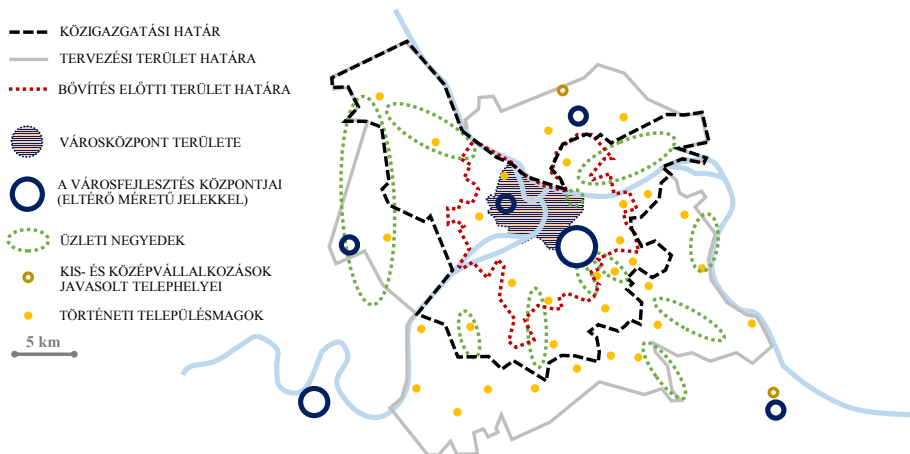 KÖZIGAZGATÁSI HATÁR
TERVEZÉSI TERÜLET HATÁRA
BŐVÍTÉS ELŐTTI TERÜLET HATÁRA
VÁROSKÖZPONT TERÜLETE
A VÁROSFEJLESZTÉS KÖZPONTJAI
(ELTÉRŐ MÉRETŰ JELEKKEL)
ÜZLETI NEGYEDEK
KIS- ÉS KÖZÉPVÁLLALKOZÁSOK
JAVASOLT TELEPHELYEI
TÖRTÉNETI TELEPÜLÉSMAGOK
5 km